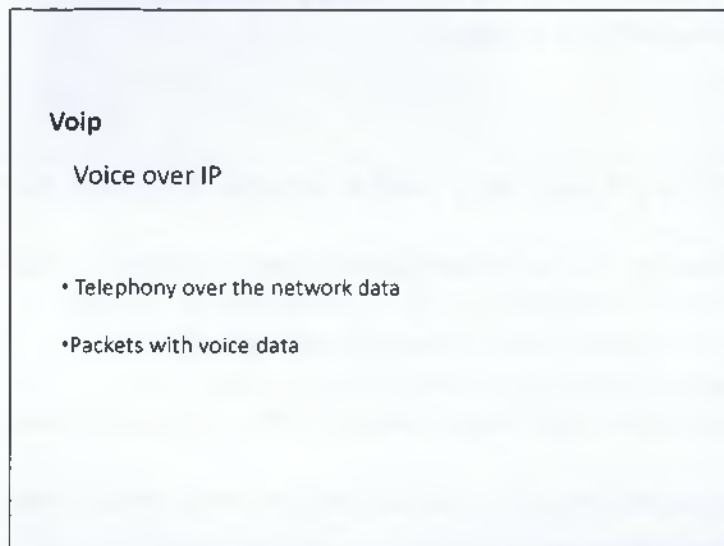 Voip
Voice over IP
• Telephony over the network data
•Packets with voice data